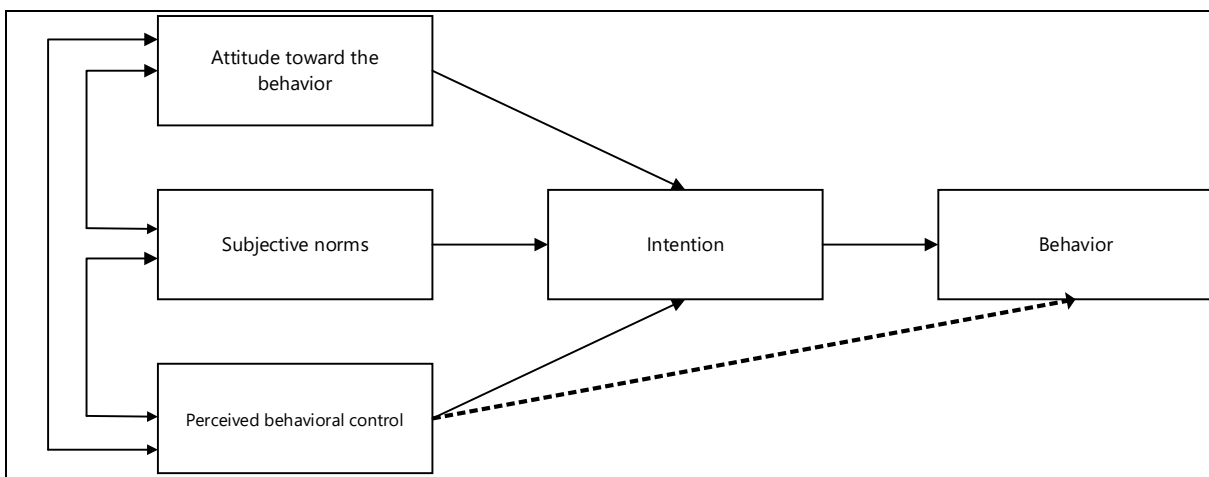 Attitude toward the
behavior
Subjective norms
Intention
Behavior
Perceived behavioral control